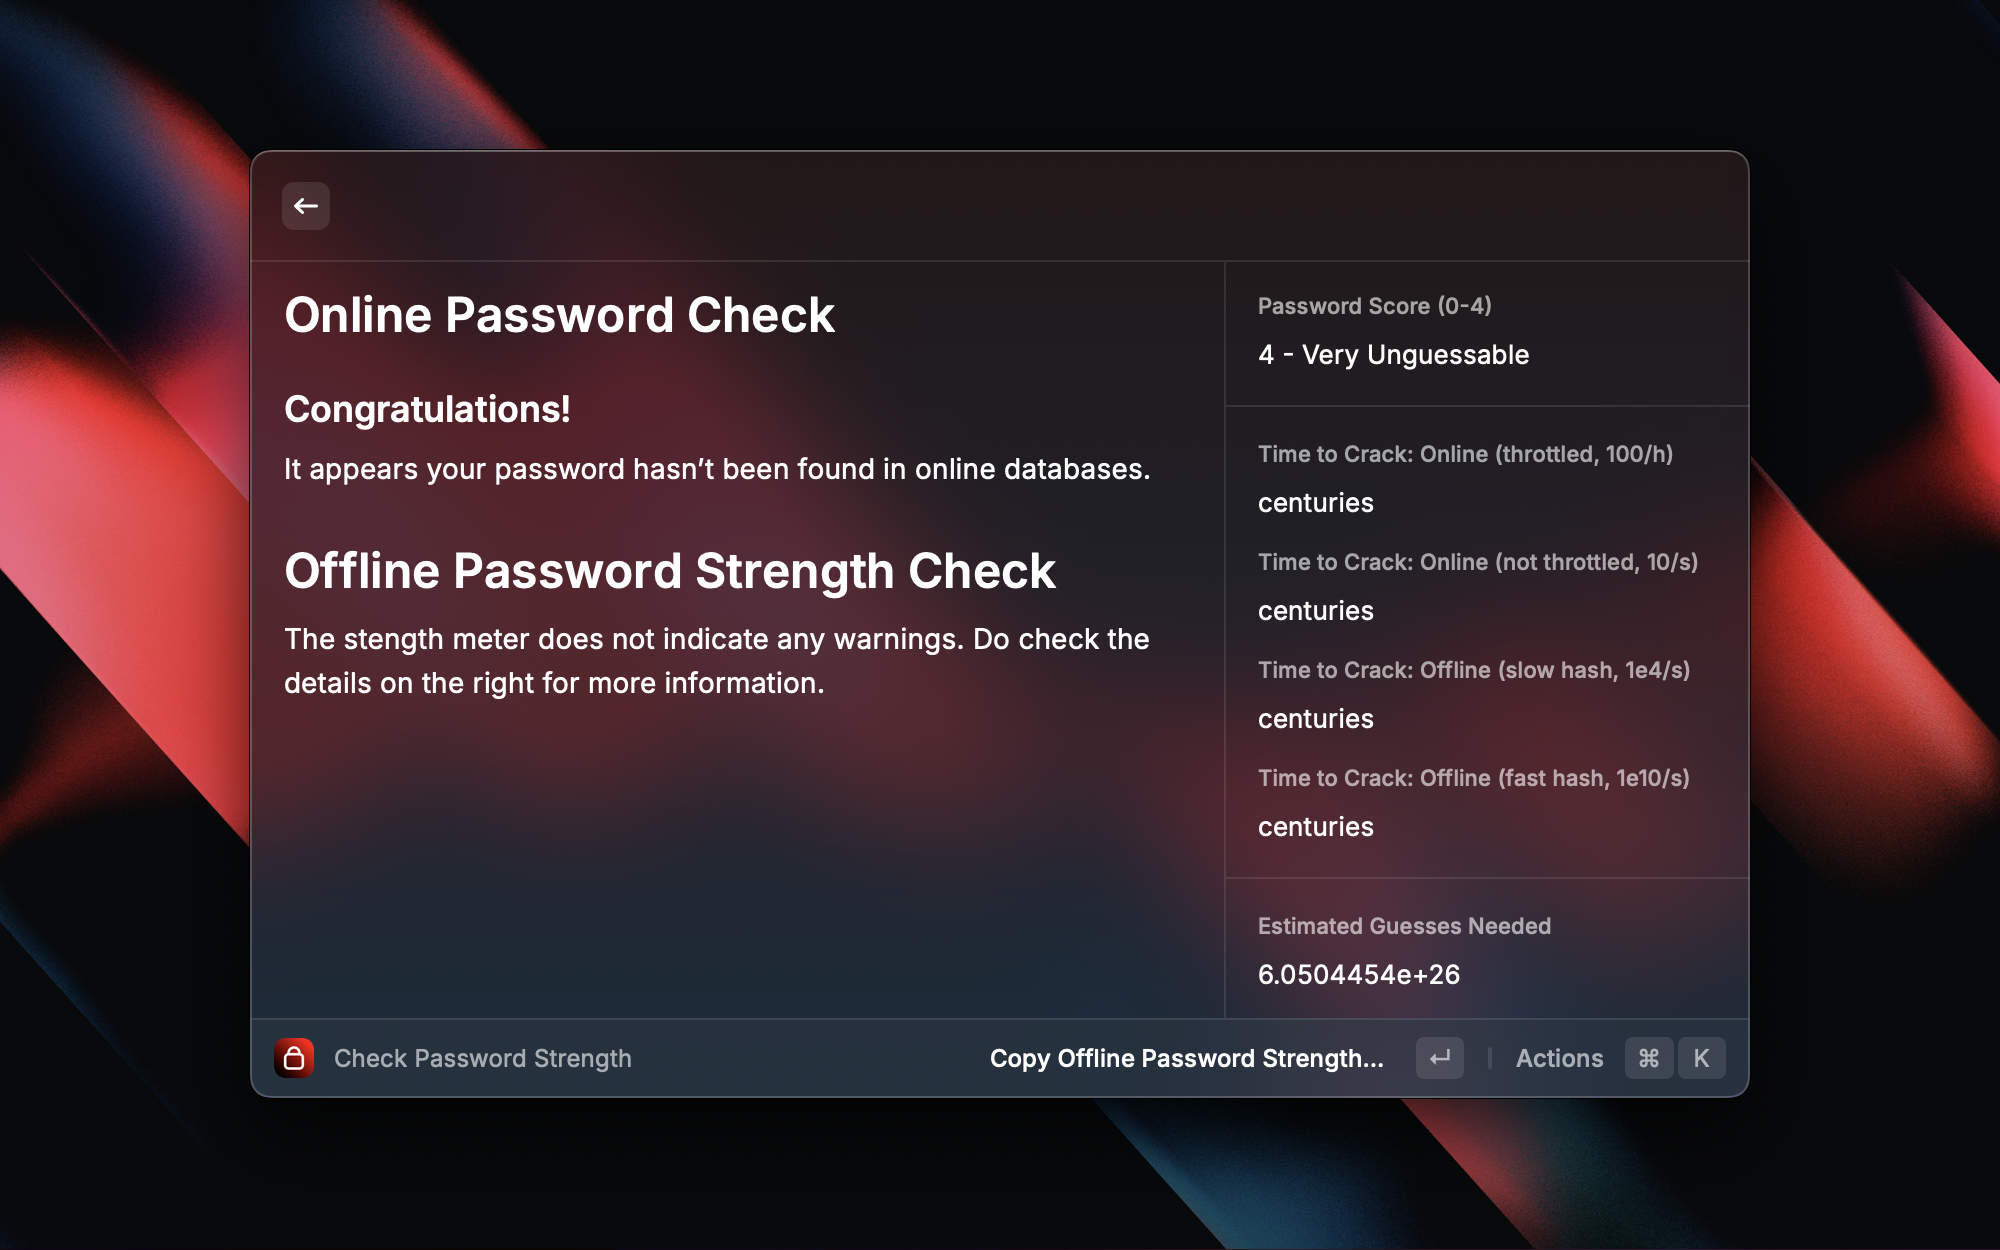 Online Password Check
Congratulations!
It appears your password hasn’t been found in online databases.
Offline Password Strength Check
The stength meter does not indicate any warnings. Do check the
details on the right for more information.
Password Score (0-4)
4 - Very Unguessable
Time to Crack: Online (throttled, 100/h)
centuries
Time to Crack: Online (not throttled, 10/s)
centuries
Time to Crack: Offline (slow hash, 1e4/s)
centuries
Time to Crack: Offline (fast hash, 1e10/s)
centuries
Estimated Guesses Needed
6.0504454e+26
Check Password Strength
Copy Offline Password Strength...
Actions ⌘ K